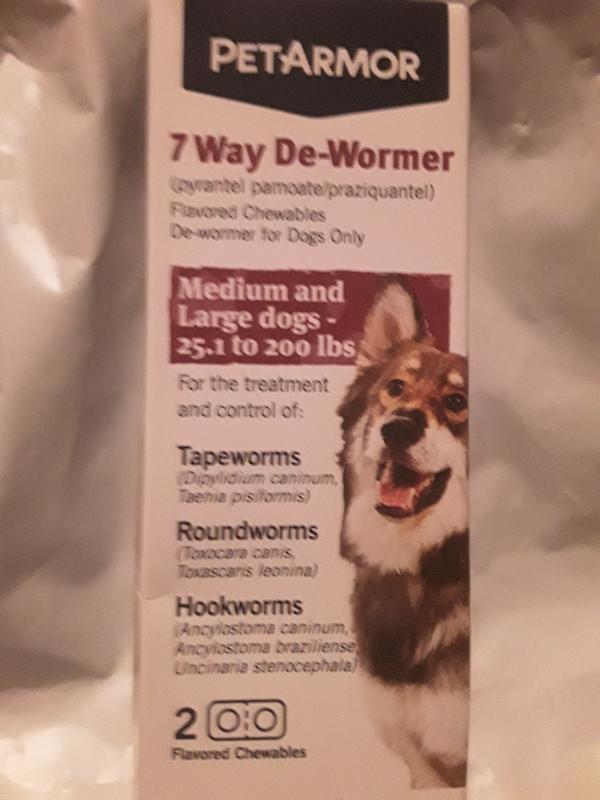 PETARMOR
7 Way De-Wormer
(pyrantel pamoate/praziquantel)
Flavored Chewables
De-wormer for Dogs Only
Medium and
Large dogs -
25.1 to 200 lbs
For the treatment
and control of:
Tapeworms
(Dipylidium caninum,
Taenia pisiformis)
Roundworms
(Toxocara canis,
Toxascaris leonina)
Hookworms
(Ancylostoma caninum,
Ancylostoma braziliense,
Uncinaria stenocephala)
2
Flavored Chewables